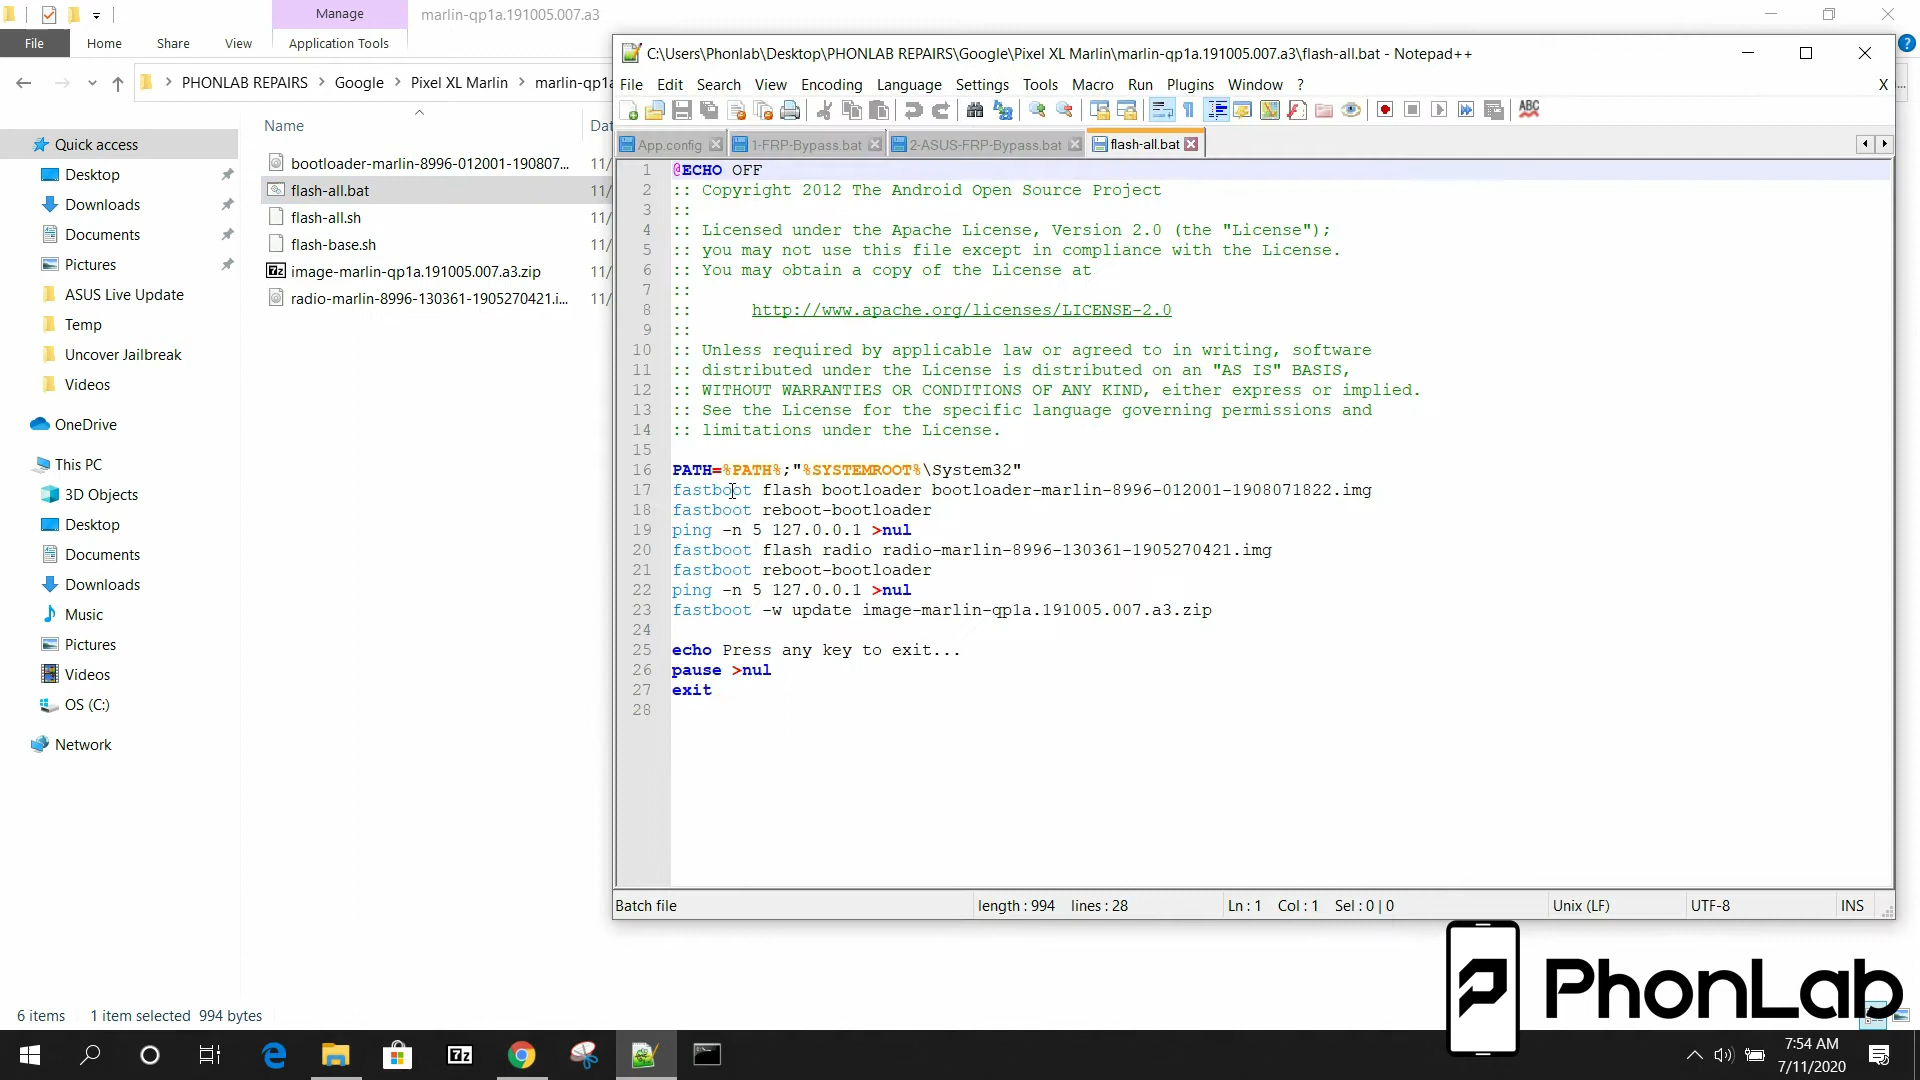 Manage
marlin-qp1a.191005.007.a3
File
Home
Share
View
Application Tools
PHONLAB REPAIRS
Google
Pixel XL Marlin
marlin-qp1a
Name
Dat
Quick access
Desktop
Downloads
Documents
Pictures
ASUS Live Update
Temp
Uncover Jailbreak
Videos
OneDrive
This PC
3D Objects
Desktop
Documents
Downloads
Music
Pictures
Videos
OS (C:)
Network
bootloader-marlin-8996-012001-190807... 11/
flash-all.bat 11/
flash-all.sh 11/
flash-base.sh 11/
7z image-marlin-qp1a.191005.007.a3.zip 11/
radio-marlin-8996-130361-1905270421.i... 11/
6 items 1 item selected 994 bytes
C:\Users\Phonlab\Desktop\PHONLAB REPAIRS\Google\Pixel XL Marlin\marlin-qp1a.191005.007.a3\flash-all.bat - Notepad++
File Edit Search View Encoding Language Settings Tools Macro Run Plugins Window ? X
ABC
App.config
1-FRP-Bypass.bat
2-ASUS-FRP-Bypass.bat
flash-all.bat
1 @ECHO OFF
2 :: Copyright 2012 The Android Open Source Project
3 ::
4 :: Licensed under the Apache License, Version 2.0 (the "License");
5 :: you may not use this file except in compliance with the License.
6 :: You may obtain a copy of the License at
7 ::
8 :: http://www.apache.org/licenses/LICENSE-2.0
9 ::
10 :: Unless required by applicable law or agreed to in writing, software
11 :: distributed under the License is distributed on an "AS IS" BASIS,
12 :: WITHOUT WARRANTIES OR CONDITIONS OF ANY KIND, either express or implied.
13 :: See the License for the specific language governing permissions and
14 :: limitations under the License.
15
16 PATH=%PATH%;"%SYSTEMROOT%\System32"
17 fastboot flash bootloader bootloader-marlin-8996-012001-1908071822.img
18 fastboot reboot-bootloader
19 ping -n 5 127.0.0.1 >nul
20 fastboot flash radio radio-marlin-8996-130361-1905270421.img
21 fastboot reboot-bootloader
22 ping -n 5 127.0.0.1 >nul
23 fastboot -w update image-marlin-qp1a.191005.007.a3.zip
24
25 echo Press any key to exit...
26 pause >nul
27 exit
28
Batch file length : 994 lines : 28 Ln : 1 Col : 1 Sel : 0 | 0 Unix (LF) UTF-8 INS
PhonLab
7z
7:54 AM
7/11/2020